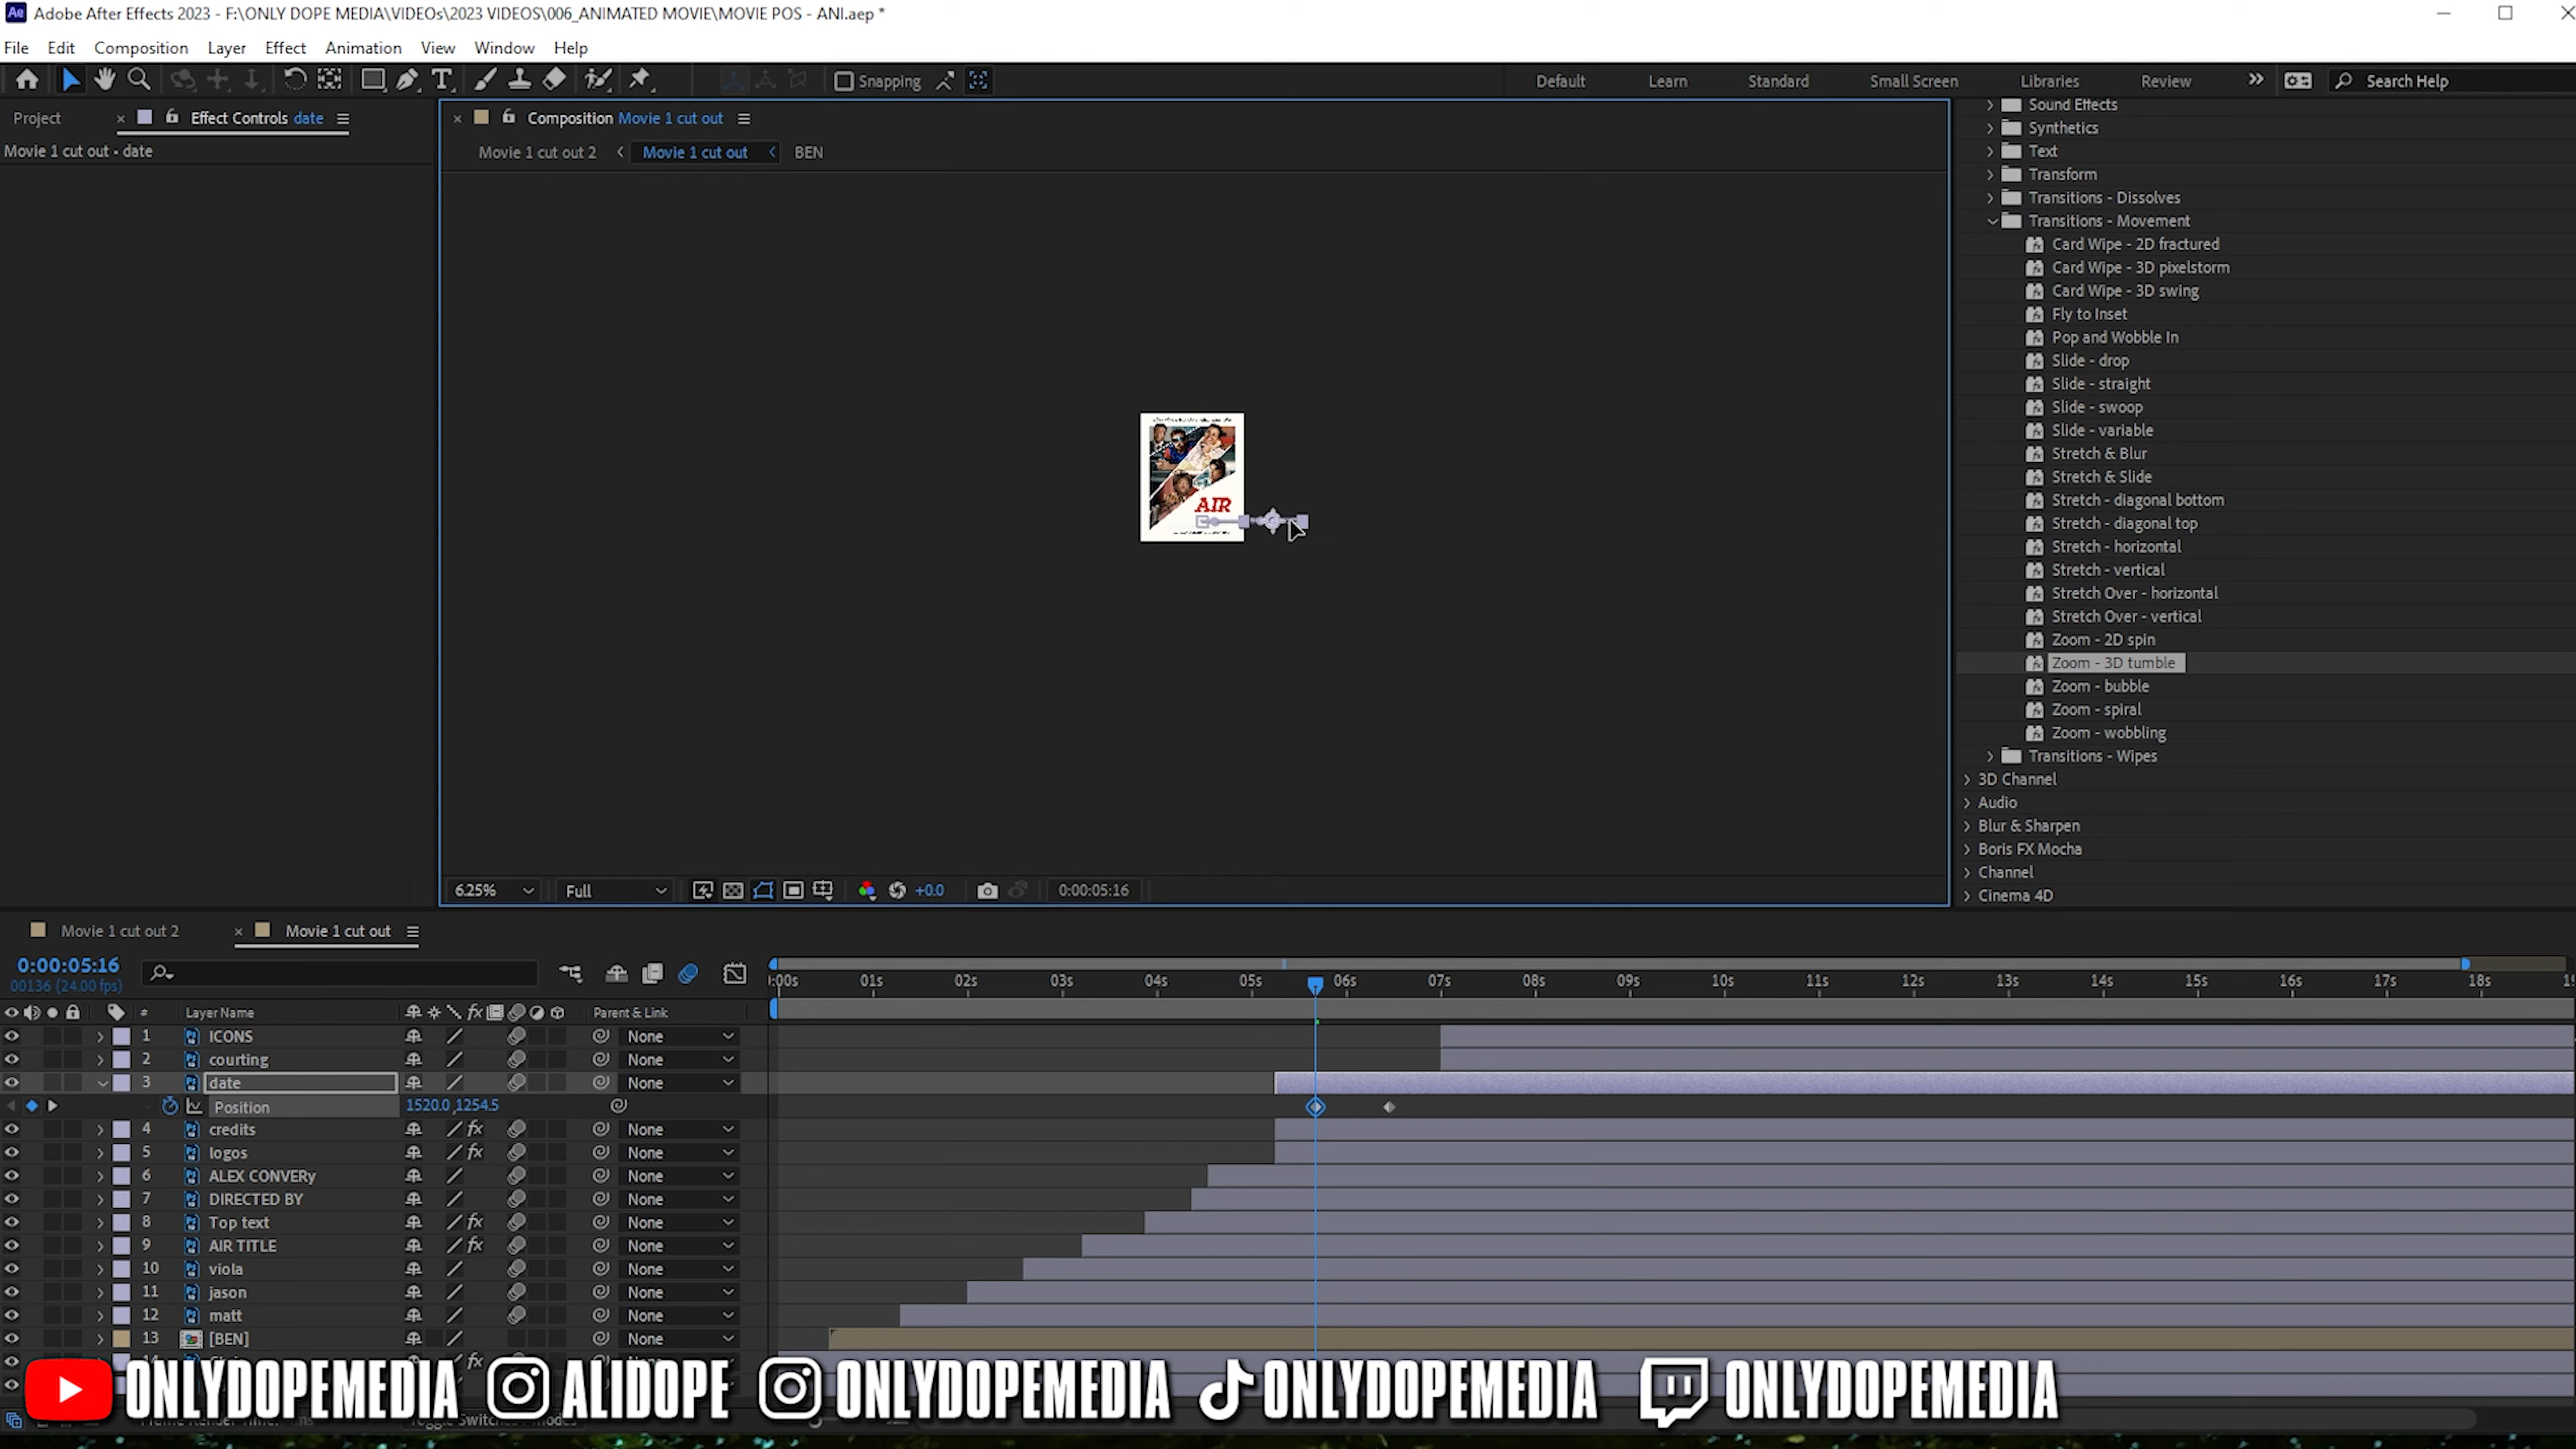 Adobe After Effects 2023 - F:\ONLY DOPE MEDIA\VIDEOs\2023 VIDEOS\006_ANIMATED MOVIE\MOVIE POS - ANI.aep *
File Edit Composition Layer Effect Animation View Window Help
Snapping Default Learn Standard Small Screen Libraries Review Search Help
Project Effect Controls date
Composition Movie 1 cut out
Movie 1 cut out • date
Movie 1 cut out 2 Movie 1 cut out BEN
Sound Effects
Synthetics
Text
Transform
Transitions - Dissolves
Transitions - Movement
Card Wipe - 2D fractured
Card Wipe - 3D pixelstorm
Card Wipe - 3D swing
Fly to Inset
Pop and Wobble In
Slide - drop
Slide - straight
Slide - swoop
Slide - variable
Stretch & Blur
Stretch & Slide
Stretch - diagonal bottom
Stretch - diagonal top
Stretch - horizontal
Stretch - vertical
Stretch Over - horizontal
Stretch Over - vertical
Zoom - 2D spin
Zoom - 3D tumble
Zoom - bubble
Zoom - spiral
Zoom - wobbling
Transitions - Wipes
3D Channel
Audio
Blur & Sharpen
Boris FX Mocha
Channel
Cinema 4D
AIR
6.25% Full +0.0 0:00:05:16
Movie 1 cut out 2 Movie 1 cut out
0:00:05:16
00136 (24.00 fps)
:00s 01s 02s 03s 04s 05s 06s 07s 08s 09s 10s 11s 12s 13s 14s 15s 16s 17s 18s
# Layer Name fx Parent & Link
1 ICONS None
2 courting None
3 date None
Position 1520.0,1254.5
4 credits fx None
5 logos fx None
6 ALEX CONVERy None
7 DIRECTED BY None
8 Top text fx None
9 AIR TITLE fx None
10 viola None
11 jason None
12 matt None
13 [BEN] None
ONLYDOPEMEDIA ALIDOPE ONLYDOPEMEDIA ONLYDOPEMEDIA ONLYDOPEMEDIA